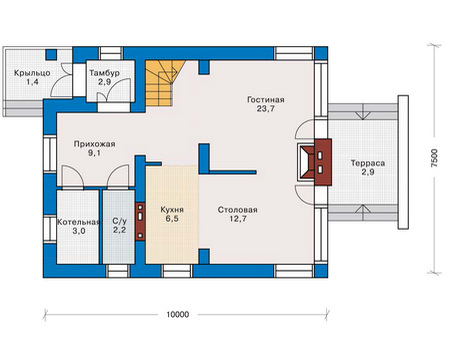 Крыльцо
1,4
Тамбур
2,9
Гостиная
23,7
Прихожая
9,1
Терраса
2,9
7500
Котельная
3,0
С/у
2,2
Кухня
6,5
Столовая
12,7
10000